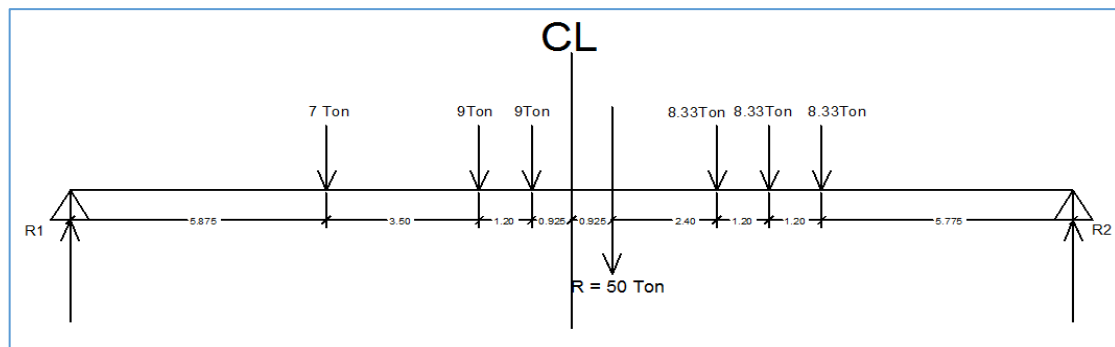 CL
7 Ton
9Ton
9Ton
8.33Ton
8.33Ton
8.33Ton
5.875
3.50
1.20
0.925
0.925
2.40
1.20
1.20
5.775
R1
R2
R = 50 Ton